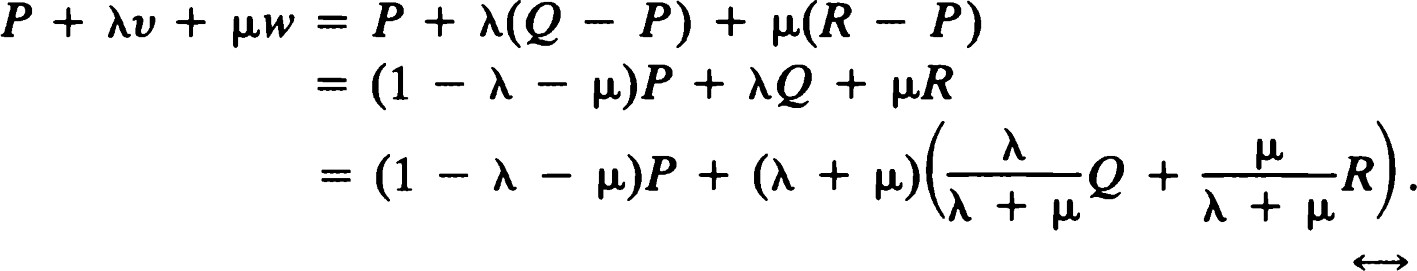 P + λv + μw = P + λ(Q − P) + μ(R − P)
= (1 − λ − μ)P + λQ + μR
= (1 − λ − μ)P + (λ + μ)(λ/(λ + μ) Q + μ/(λ + μ) R).
↔